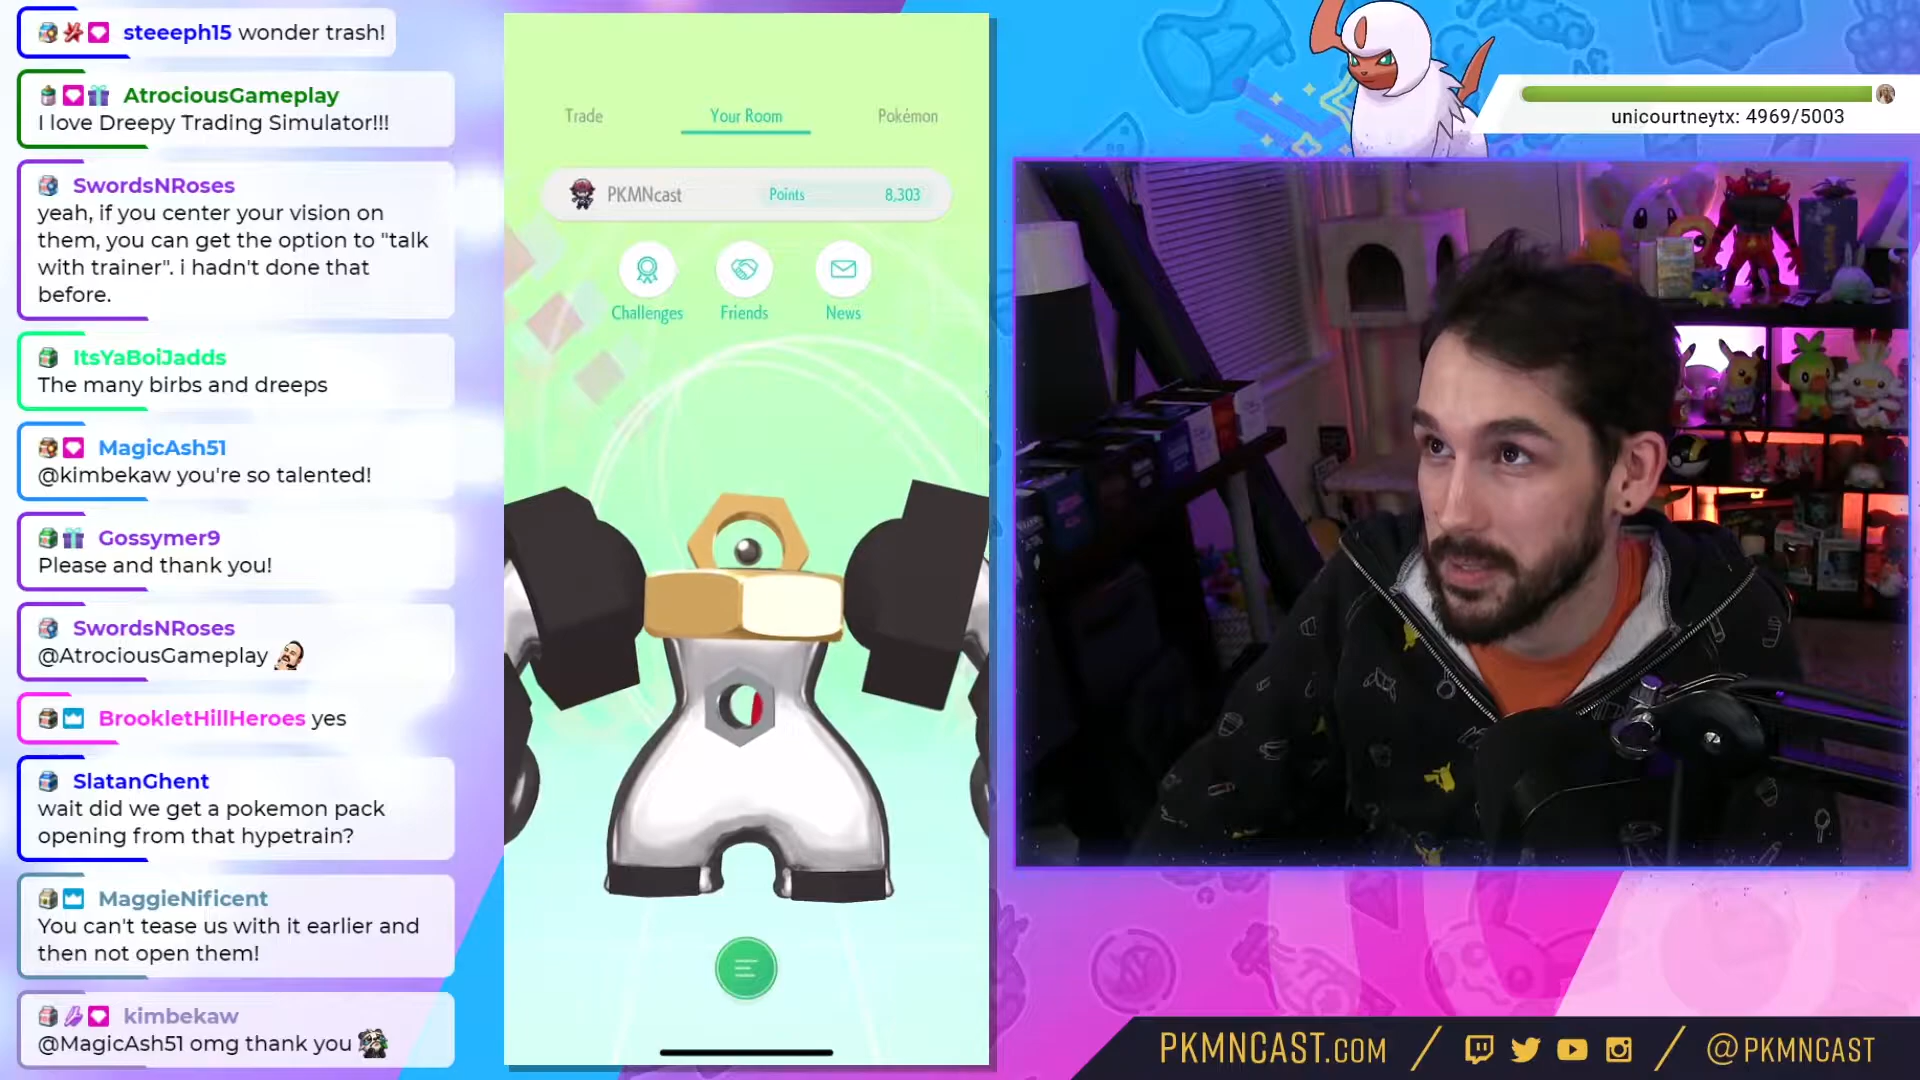 steeeph15 wonder trash!
AtrociousGameplay
I love Dreepy Trading Simulator!!!
SwordsNRoses
yeah, if you center your vision on
them, you can get the option to "talk
with trainer". i hadn't done that
before.
ItsYaBoiJadds
The many birbs and dreeps
MagicAsh51
@kimbekaw you're so talented!
Gossymer9
Please and thank you!
SwordsNRoses
@AtrociousGameplay
BrookletHillHeroes yes
SlatanGhent
wait did we get a pokemon pack
opening from that hypetrain?
MaggieNificent
You can't tease us with it earlier and
then not open them!
kimbekaw
@MagicAsh51 omg thank you
Trade Your Room Pokémon
PKMNcast Points 8,303
Challenges Friends News
unicourtneytx: 4969/5003
PKMNCAST.COM / / @PKMNCAST